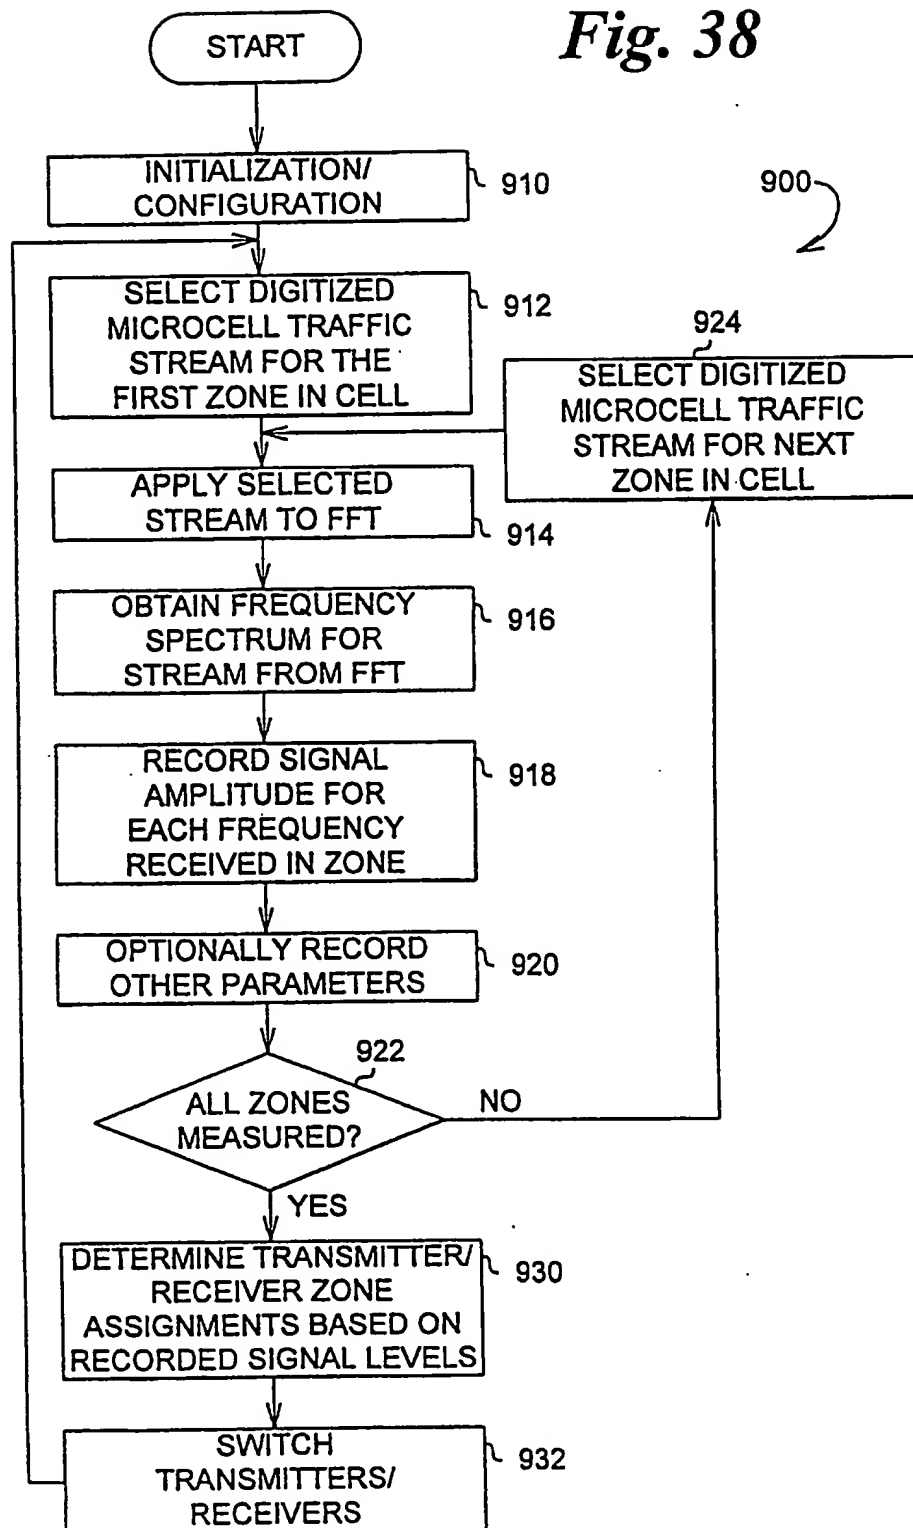 Fig. 38
START
INITIALIZATION/
CONFIGURATION
910
900
SELECT DIGITIZED
MICROCELL TRAFFIC
STREAM FOR THE
FIRST ZONE IN CELL
912
924
SELECT DIGITIZED
MICROCELL TRAFFIC
STREAM FOR NEXT
ZONE IN CELL
APPLY SELECTED
STREAM TO FFT
914
OBTAIN FREQUENCY
SPECTRUM FOR
STREAM FROM FFT
916
RECORD SIGNAL
AMPLITUDE FOR
EACH FREQUENCY
RECEIVED IN ZONE
918
OPTIONALLY RECORD
OTHER PARAMETERS
920
922
ALL ZONES
MEASURED?
NO
YES
DETERMINE TRANSMITTER/
RECEIVER ZONE
ASSIGNMENTS BASED ON
RECORDED SIGNAL LEVELS
930
SWITCH
TRANSMITTERS/
RECEIVERS
932